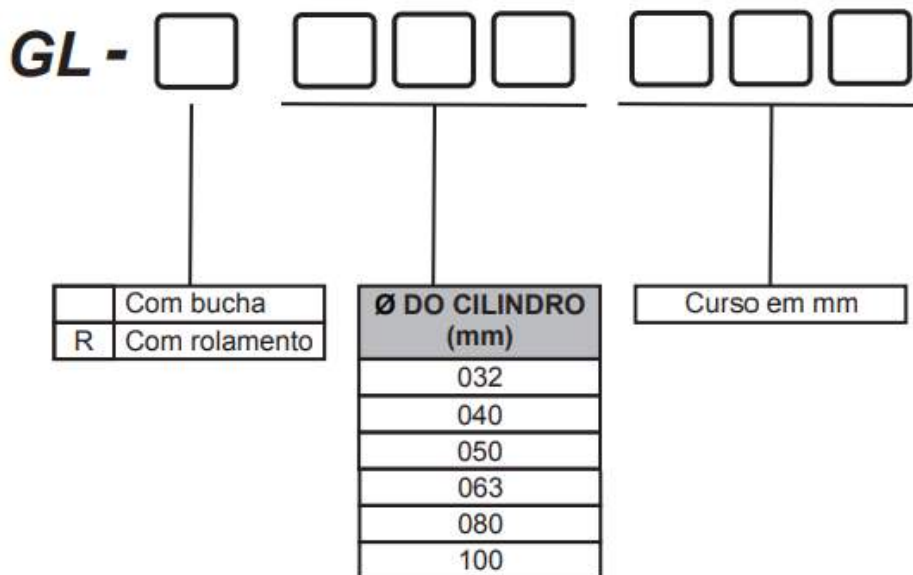 GL -
Com bucha
R Com rolamento
Ø DO CILINDRO
(mm)
032
040
050
063
080
100
Curso em mm